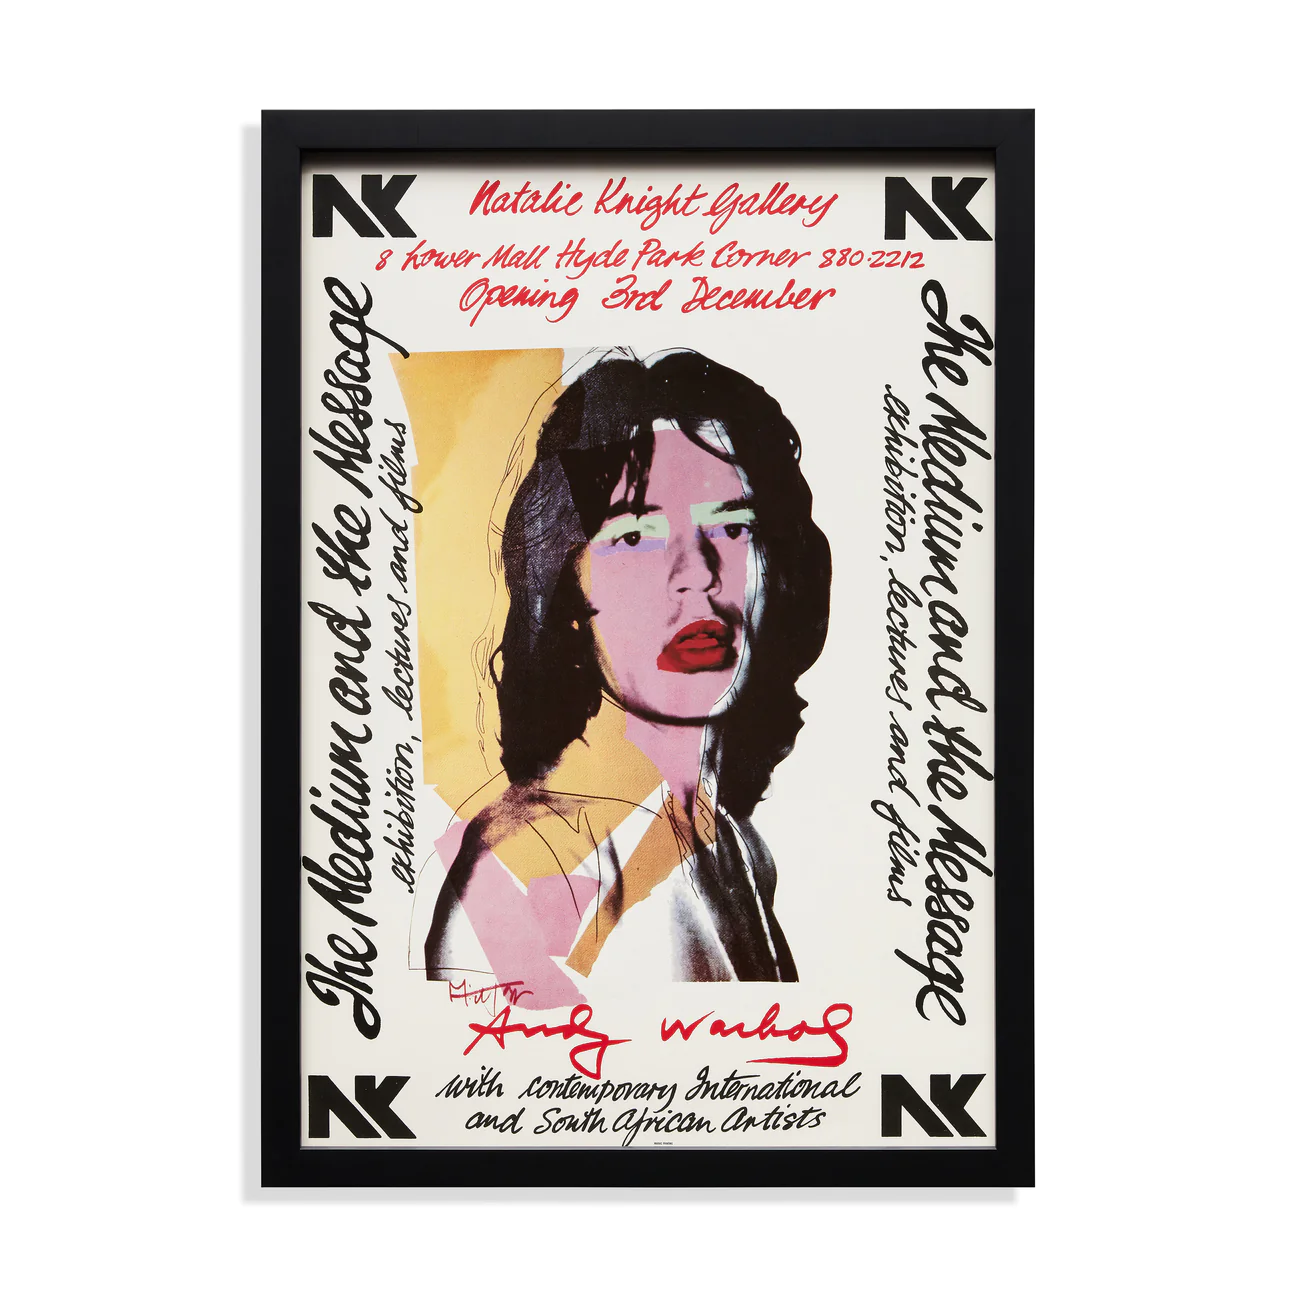 NK
NK
Natalie Knight Gallery
8 Lower Mall Hyde Park Corner 880·2212
Opening 3rd December
The Medium and the Message
exhibition, lectures and films
The Medium and the Message
exhibition, lectures and films
Andy Warhol
with contemporary International
and South African Artists
NK
NK